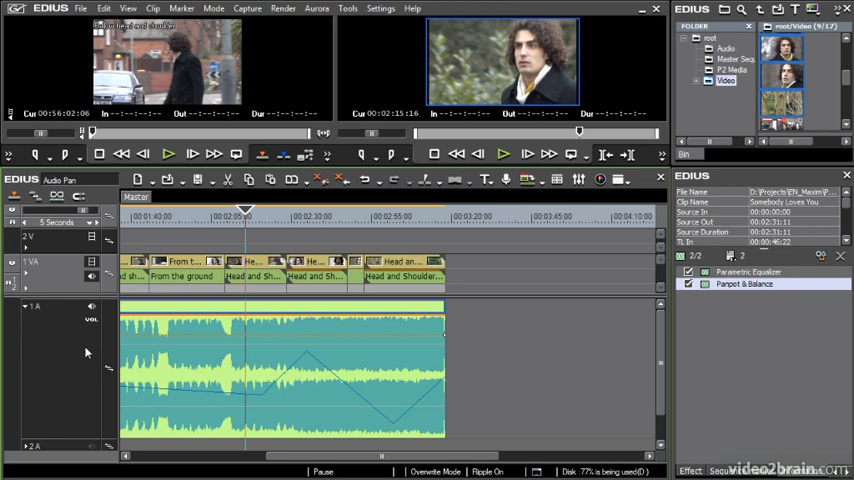 EDIUS File Edit View Clip Marker Mode Capture Render Aurora Tools Settings Help
EDIUS
FOLDER
root/Video (9/17)
root
Audio
Master Seq
P2 Media
Video
Bin
Cur 00:56:02:06 In --:--:--:-- Out --:--:--:-- Dur --:--:--:--
Cur 00:02:15:16 In --:--:--:-- Out --:--:--:-- Dur --:--:--:--
EDIUS Audio Pan
Master
5 Seconds
00:01:40:00 00:02:30:00 00:02:55:00 00:03:20:00 00:03:45:00 00:04:10:00
2 V
1 VA
From t... He... He... Head an...
d sh... From the ground Head and Sh... Head and Sh... Head and Shoulder...
1 A
VOL
2 A
Pause Overwrite Mode Ripple On Disk 77% is being used(D:)
EDIUS
File Name D:\Projects\EN_Maxim\P...
Clip Name Somebody Loves You
Source In 00:00:00:00
Source Out 00:02:31:11
Source Duration 00:02:31:11
TL In 00:00:46:22
2/2 2
Parametric Equalizer
Panpot & Balance
Effect
video2brain.com